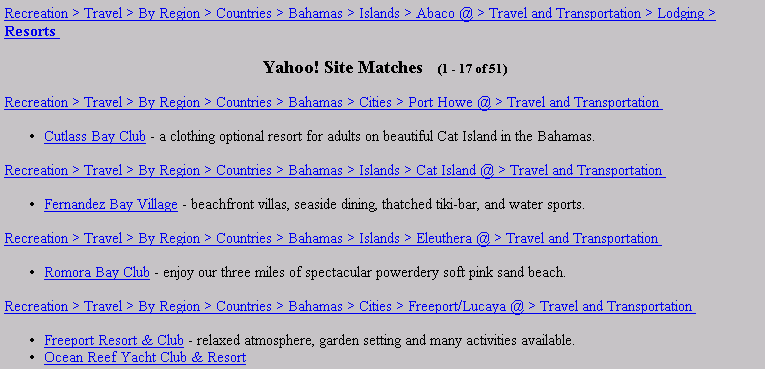 Recreation > Travel > By Region > Countries > Bahamas > Islands > Abaco @ > Travel and Transportation > Lodging >
Resorts
Yahoo! Site Matches (1 - 17 of 51)
Recreation > Travel > By Region > Countries > Bahamas > Cities > Port Howe @ > Travel and Transportation
• Cutlass Bay Club - a clothing optional resort for adults on beautiful Cat Island in the Bahamas.
Recreation > Travel > By Region > Countries > Bahamas > Islands > Cat Island @ > Travel and Transportation
• Fernandez Bay Village - beachfront villas, seaside dining, thatched tiki-bar, and water sports.
Recreation > Travel > By Region > Countries > Bahamas > Islands > Eleuthera @ > Travel and Transportation
• Romora Bay Club - enjoy our three miles of spectacular powerdery soft pink sand beach.
Recreation > Travel > By Region > Countries > Bahamas > Cities > Freeport/Lucaya @ > Travel and Transportation
• Freeport Resort & Club - relaxed atmosphere, garden setting and many activities available.
• Ocean Reef Yacht Club & Resort